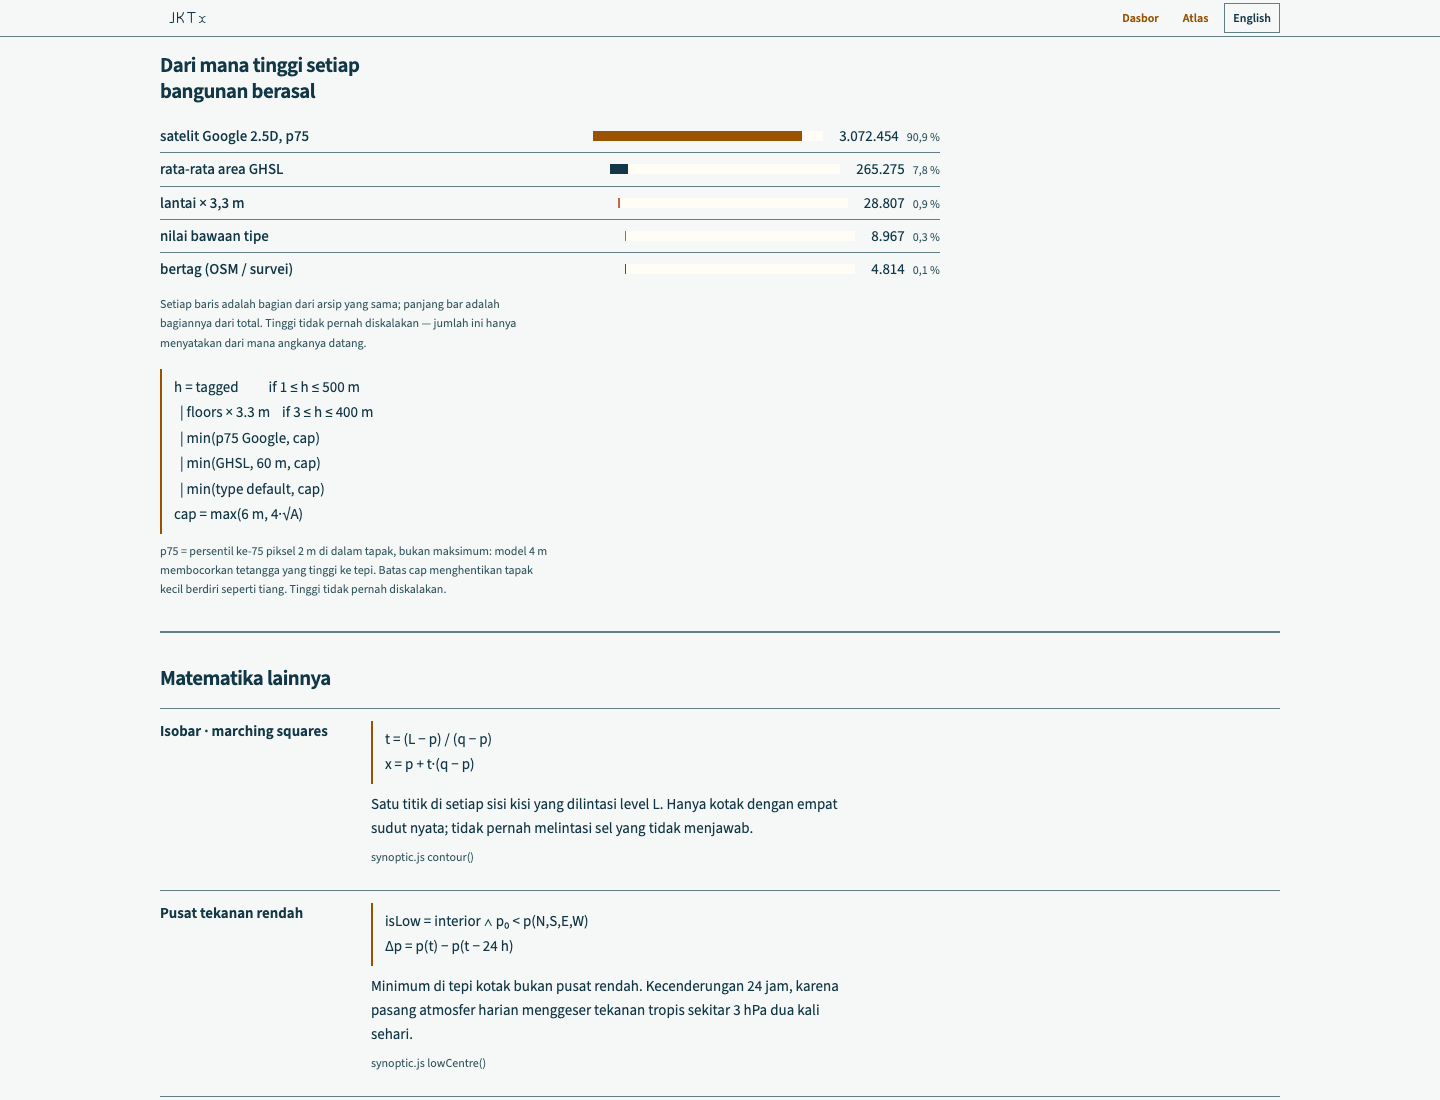 JKTx
Dasbor Atlas English
Dari mana tinggi setiap
bangunan berasal
satelit Google 2.5D, p75 3.072.454 90,9 %
rata-rata area GHSL 265.275 7,8 %
lantai × 3,3 m 28.807 0,9 %
nilai bawaan tipe 8.967 0,3 %
bertag (OSM / survei) 4.814 0,1 %
Setiap baris adalah bagian dari arsip yang sama; panjang bar adalah
bagiannya dari total. Tinggi tidak pernah diskalakan — jumlah ini hanya
menyatakan dari mana angkanya datang.
h = tagged if 1 ≤ h ≤ 500 m
| floors × 3.3 m if 3 ≤ h ≤ 400 m
| min(p75 Google, cap)
| min(GHSL, 60 m, cap)
| min(type default, cap)
cap = max(6 m, 4·√A)
p75 = persentil ke-75 piksel 2 m di dalam tapak, bukan maksimum: model 4 m
membocorkan tetangga yang tinggi ke tepi. Batas cap menghentikan tapak
kecil berdiri seperti tiang. Tinggi tidak pernah diskalakan.
Matematika lainnya
Isobar · marching squares
t = (L − p) / (q − p)
x = p + t·(q − p)
Satu titik di setiap sisi kisi yang dilintasi level L. Hanya kotak dengan empat
sudut nyata; tidak pernah melintasi sel yang tidak menjawab.
synoptic.js contour()
Pusat tekanan rendah
isLow = interior ∧ p₀ < p(N,S,E,W)
Δp = p(t) − p(t − 24 h)
Minimum di tepi kotak bukan pusat rendah. Kecenderungan 24 jam, karena
pasang atmosfer harian menggeser tekanan tropis sekitar 3 hPa dua kali
sehari.
synoptic.js lowCentre()